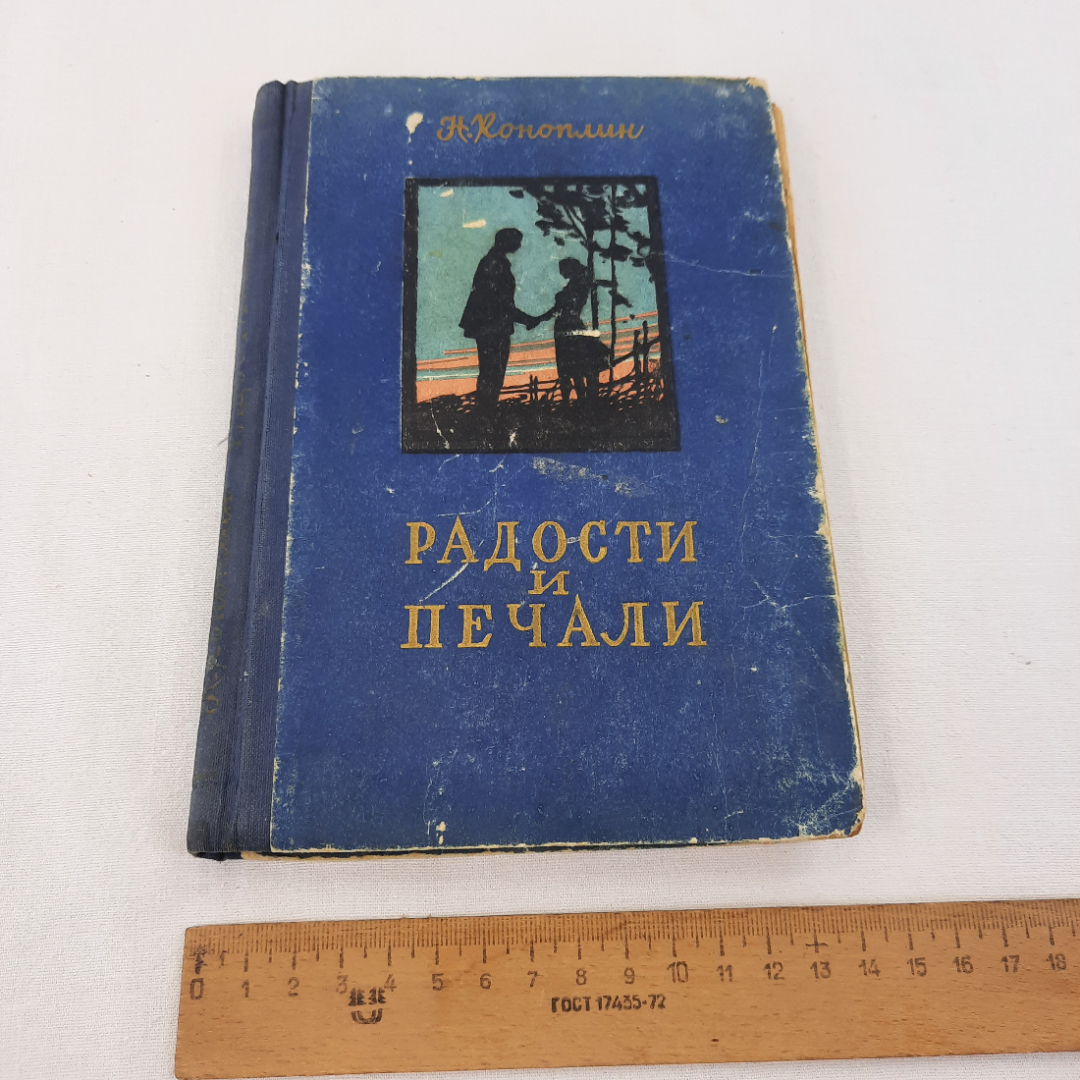 Н. Коноплин
РАДОСТИ
И
ПЕЧАЛИ
0 1 2 3 4 5 6 7 8 9 10 11 12 13 14 15 16 17 18
ГОСТ 17435-72